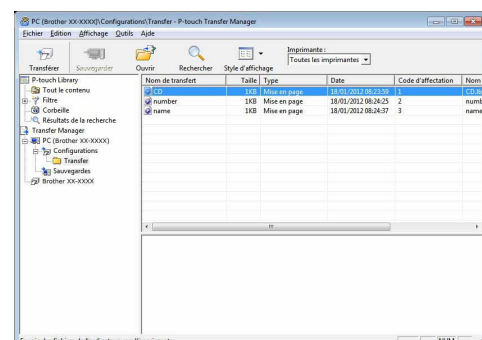 PC (Brother XX-XXXX)\Configurations\Transfer - P-touch Transfer Manager
Fichier Edition Affichage Outils Aide
Transférer Sauvegarder Ouvrir Rechercher Style d'affichage
Imprimante :
Toutes les imprimantes
P-touch Library
Tout le contenu
Filtre
Corbeille
Résultats de la recherche
Transfer Manager
PC (Brother XX-XXXX)
Configurations
Transfer
Sauvegardes
Brother XX-XXXX
Nom de transfert Taille Type Date Code d'affectation Nom
CD 1KB Mise en page 18/01/2012 08:23:59 1
number 1KB Mise en page 18/01/2012 08:24:25 2 numb
name 1KB Mise en page 18/01/2012 08:24:37 3 name